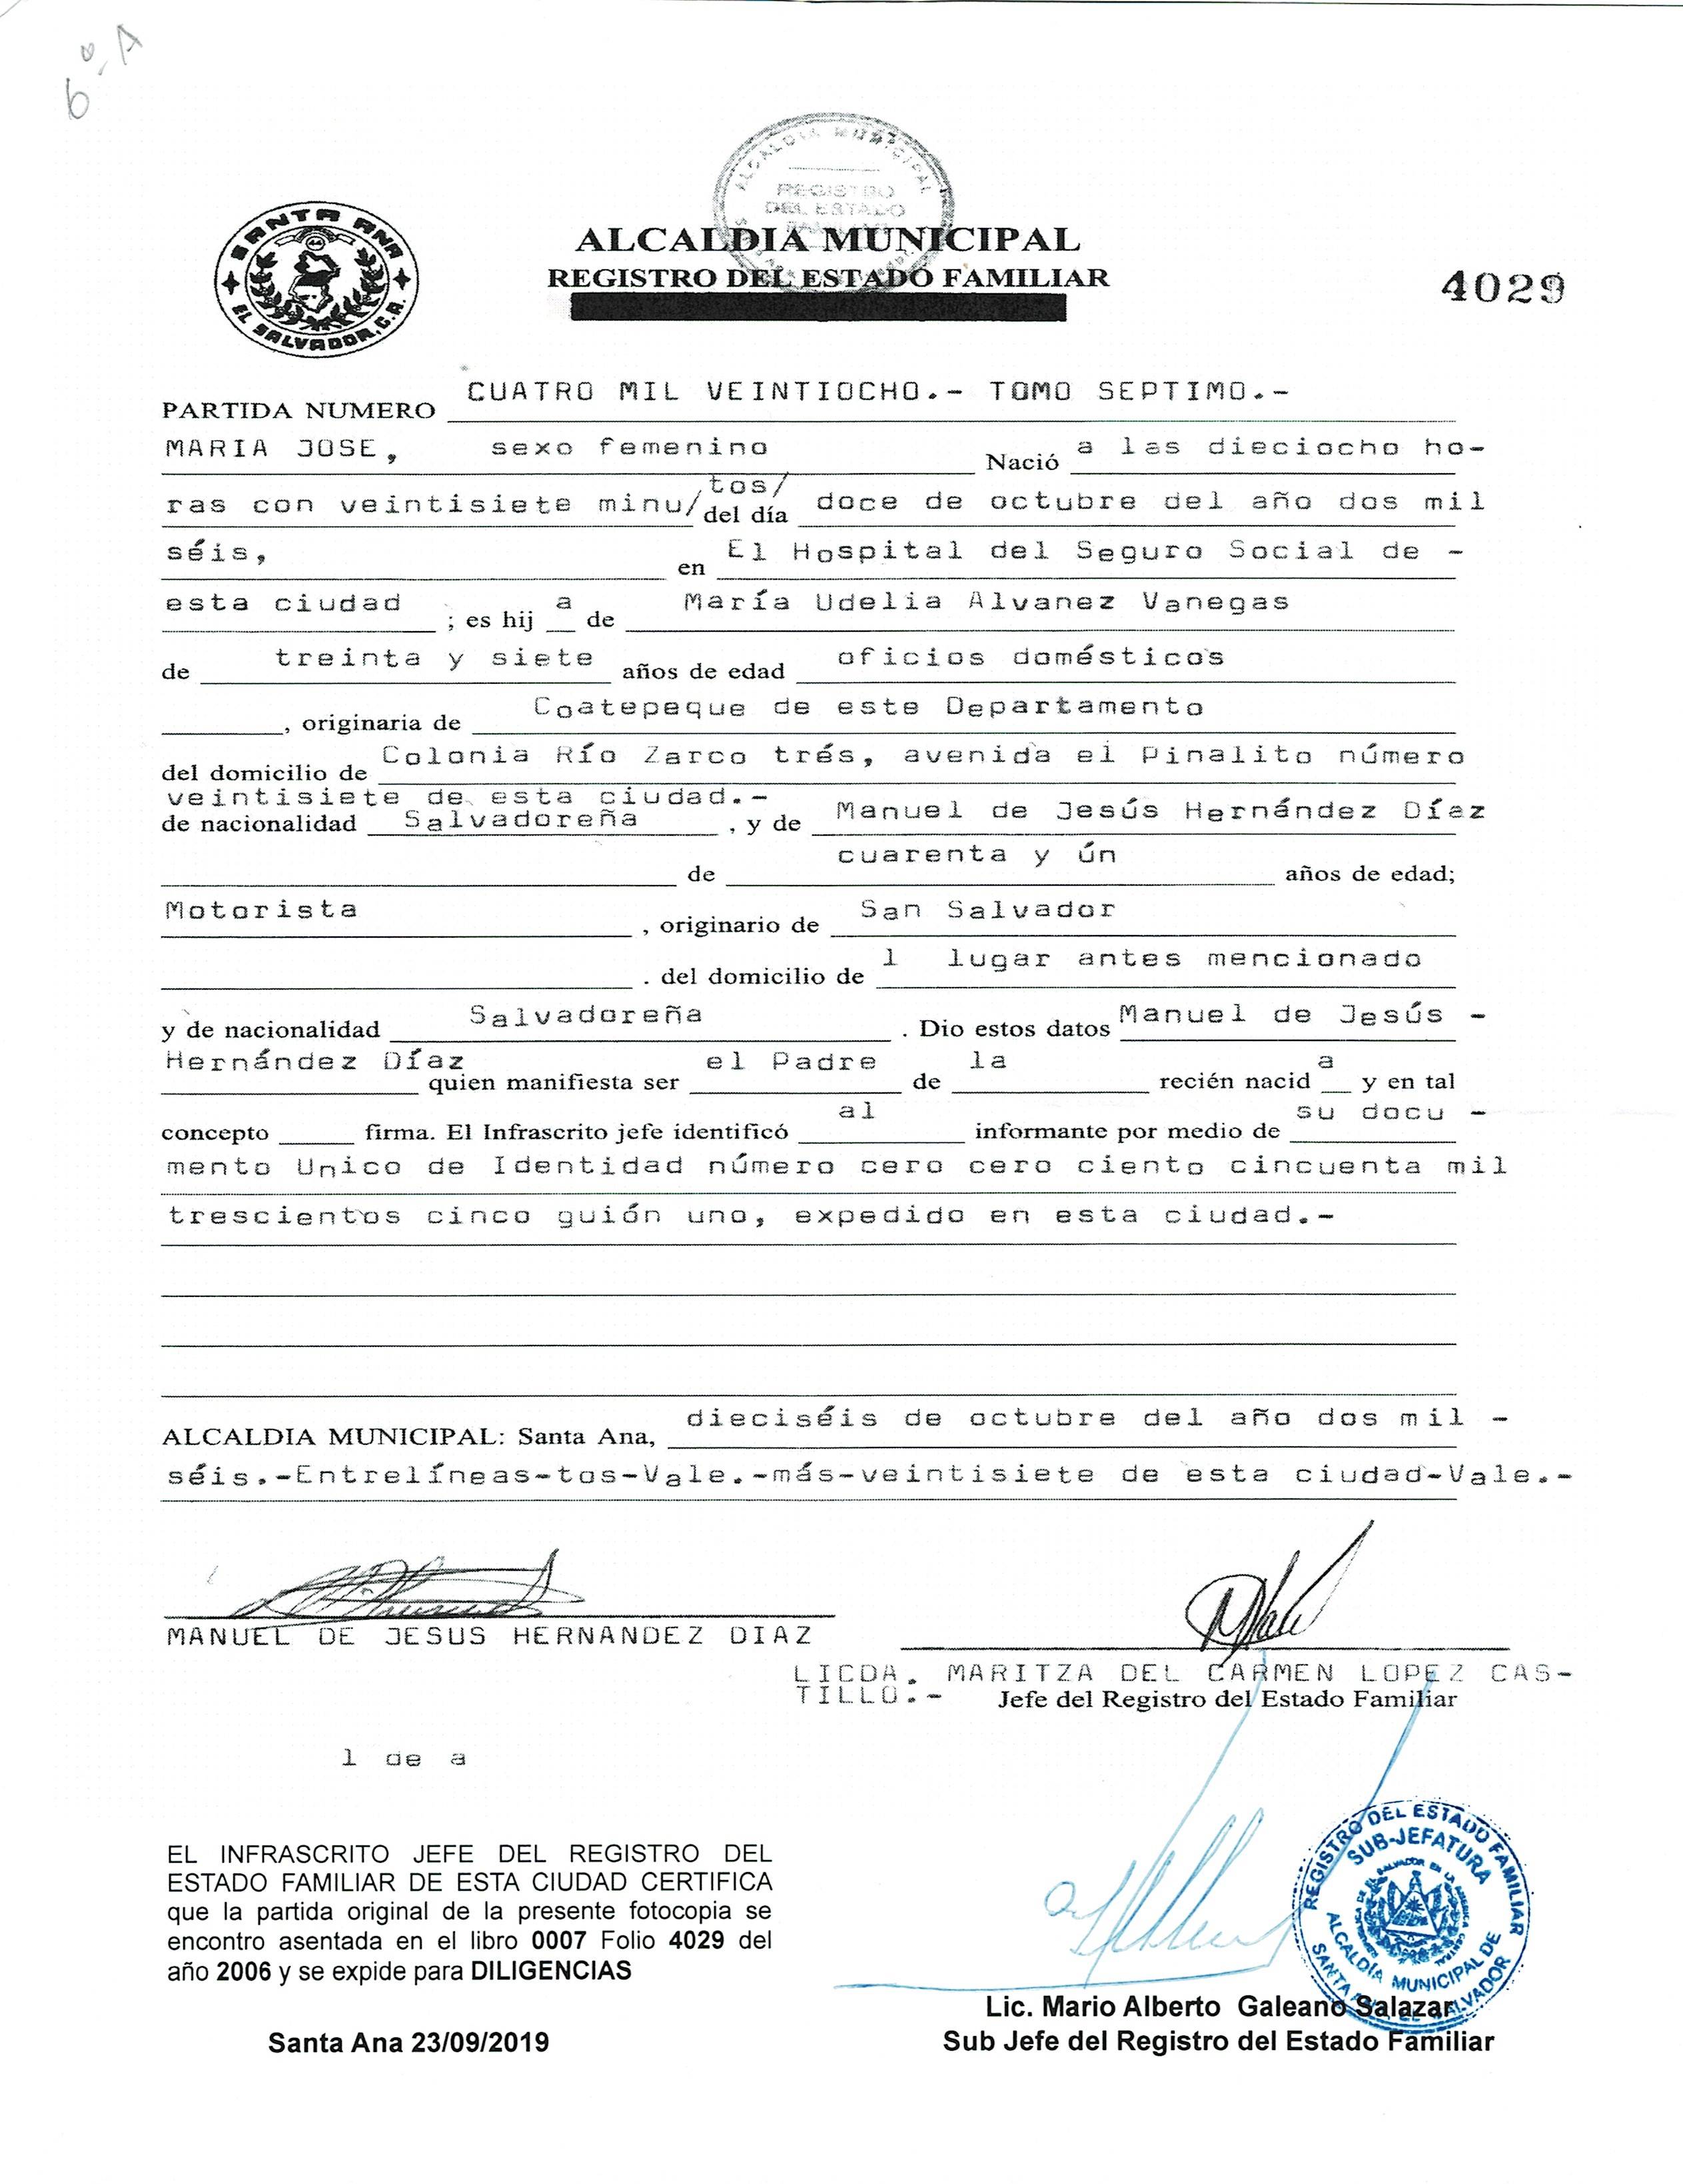 6º A
ALCALDIA MUNICIPAL
REGISTRO
DEL ESTADO
SANTA ANA
EL SALVADOR, C.A.
ALCALDIA MUNICIPAL
REGISTRO DEL ESTADO FAMILIAR
4029
PARTIDA NUMERO CUATRO MIL VEINTIOCHO.- TOMO SEPTIMO.-
MARIA JOSE, sexo femenino Nació a las dieciocho ho-
ras con veintisiete minu/tos/ del día doce de octubre del año dos mil
séis, en El Hospital del Seguro Social de -
esta ciudad ; es hij a de María Udelia Alvanez Vanegas
de treinta y siete años de edad oficios domésticos
, originaria de Coatepeque de este Departamento
del domicilio de Colonia Río Zarco trés, avenida el Pinalito número
veintisiete de esta ciudad.-
de nacionalidad Salvadoreña , y de Manuel de Jesús Hernández Díaz
de cuarenta y ún años de edad;
Motorista , originario de San Salvador
. del domicilio de l lugar antes mencionado
y de nacionalidad Salvadoreña . Dio estos datos Manuel de Jesús -
Hernández Díaz quien manifiesta ser el Padre de la recién nacid a y en tal
concepto firma. El Infrascrito jefe identificó al informante por medio de su docu -
mento Unico de Identidad número cero cero ciento cincuenta mil
trescientos cinco guión uno, expedido en esta ciudad.-
ALCALDIA MUNICIPAL: Santa Ana, dieciséis de octubre del año dos mil -
séis.-Entrelíneas-tos-Vale.-más-veintisiete de esta ciudad-Vale.-
MANUEL DE JESUS HERNANDEZ DIAZ
LICDA. MARITZA DEL CARMEN LOPEZ CAS-
TILLO.- Jefe del Registro del Estado Familiar
l de a
EL INFRASCRITO JEFE DEL REGISTRO DEL
ESTADO FAMILIAR DE ESTA CIUDAD CERTIFICA
que la partida original de la presente fotocopia se
encontro asentada en el libro 0007 Folio 4029 del
año 2006 y se expide para DILIGENCIAS
Santa Ana 23/09/2019
REGISTRO DEL ESTADO FAMILIAR
SUB-JEFATURA
ALCALDÍA MUNICIPAL DE
SANTA ANA, EL SALVADOR
Lic. Mario Alberto Galeano Salazar
Sub Jefe del Registro del Estado Familiar